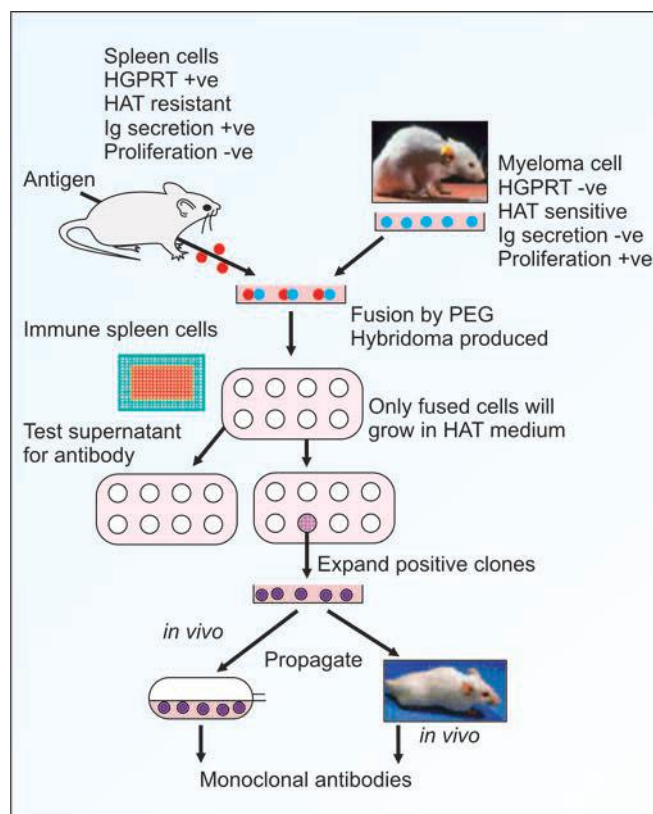 Spleen cells
HGPRT +ve
HAT resistant
Ig secretion +ve
Proliferation -ve
Antigen
Myeloma cell
HGPRT -ve
HAT sensitive
Ig secretion -ve
Proliferation +ve
Fusion by PEG
Hybridoma produced
Immune spleen cells
Only fused cells will
grow in HAT medium
Test supernatant
for antibody
Expand positive clones
in vivo
Propagate
in vivo
Monoclonal antibodies